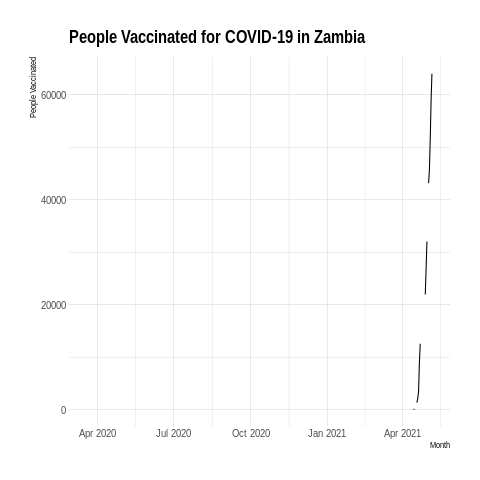 People Vaccinated for COVID-19 in Zambia
People Vaccinated
60000
40000
20000
0
Apr 2020
Jul 2020
Oct 2020
Jan 2021
Apr 2021
Month